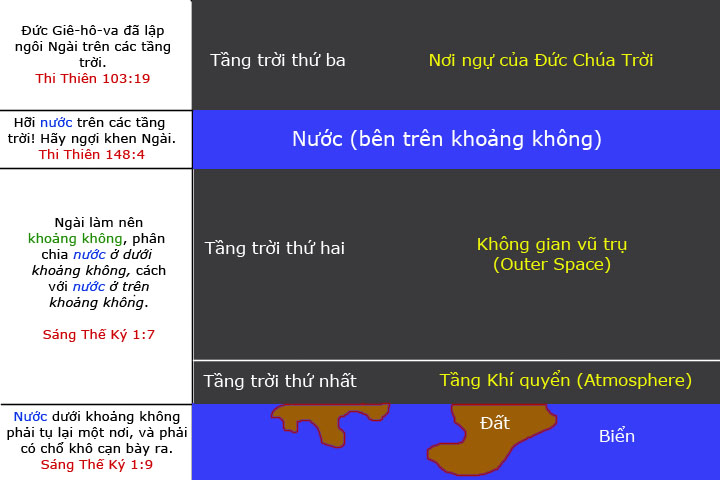 Đức Giê-hô-va đã lập
ngôi Ngài trên các tầng
trời.
Thi Thiên 103:19
Tầng trời thứ ba
Nơi ngự của Đức Chúa Trời
Hỡi nước trên các tầng
trời! Hãy ngợi khen Ngài.
Thi Thiên 148:4
Nước (bên trên khoảng không)
Ngài làm nên
khoảng không, phân
chia nước ở dưới
khoảng không, cách
với nước ở trên
khoảng không.
Sáng Thế Ký 1:7
Tầng trời thứ hai
Không gian vũ trụ
(Outer Space)
Tầng trời thứ nhất
Tầng Khí quyển (Atmosphere)
Nước dưới khoảng không
phải tụ lại một nơi, và phải
có chổ khô cạn bày ra.
Sáng Thế Ký 1:9
Đất
Biển